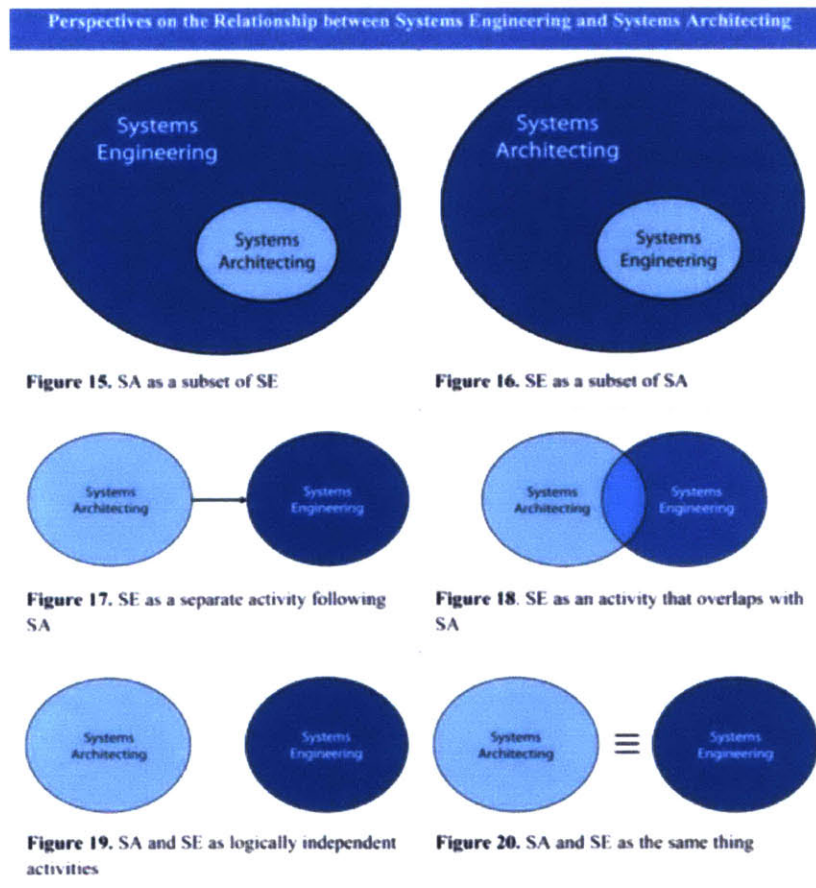 Perspectives on the Relationship between Systems Engineering and Systems Architecting
Systems
Engineering
Systems
Architecting
Systems
Architecting
Systems
Engineering
Figure 15. SA as a subset of SE
Figure 16. SE as a subset of SA
Systems
Architecting
Systems
Engineering
Systems
Architecting
Systems
Engineering
Figure 17. SE as a separate activity following
SA
Figure 18. SE as an activity that overlaps with
SA
Systems
Architecting
Systems
Engineering
Systems
Architecting
≡
Systems
Engineering
Figure 19. SA and SE as logically independent
activities
Figure 20. SA and SE as the same thing